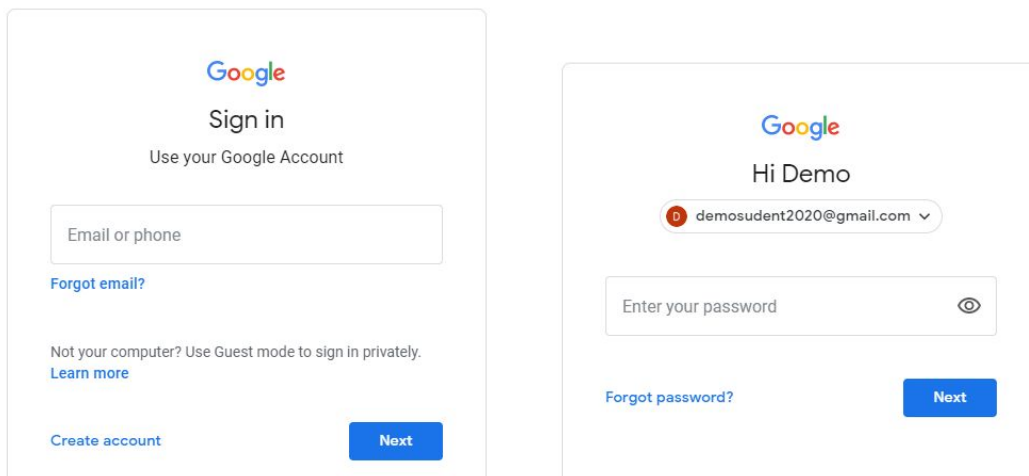 Google
Sign in
Use your Google Account
Email or phone
Forgot email?
Not your computer? Use Guest mode to sign in privately.
Learn more
Create account
Next
Google
Hi Demo
D demosudent2020@gmail.com
Enter your password
Forgot password?
Next